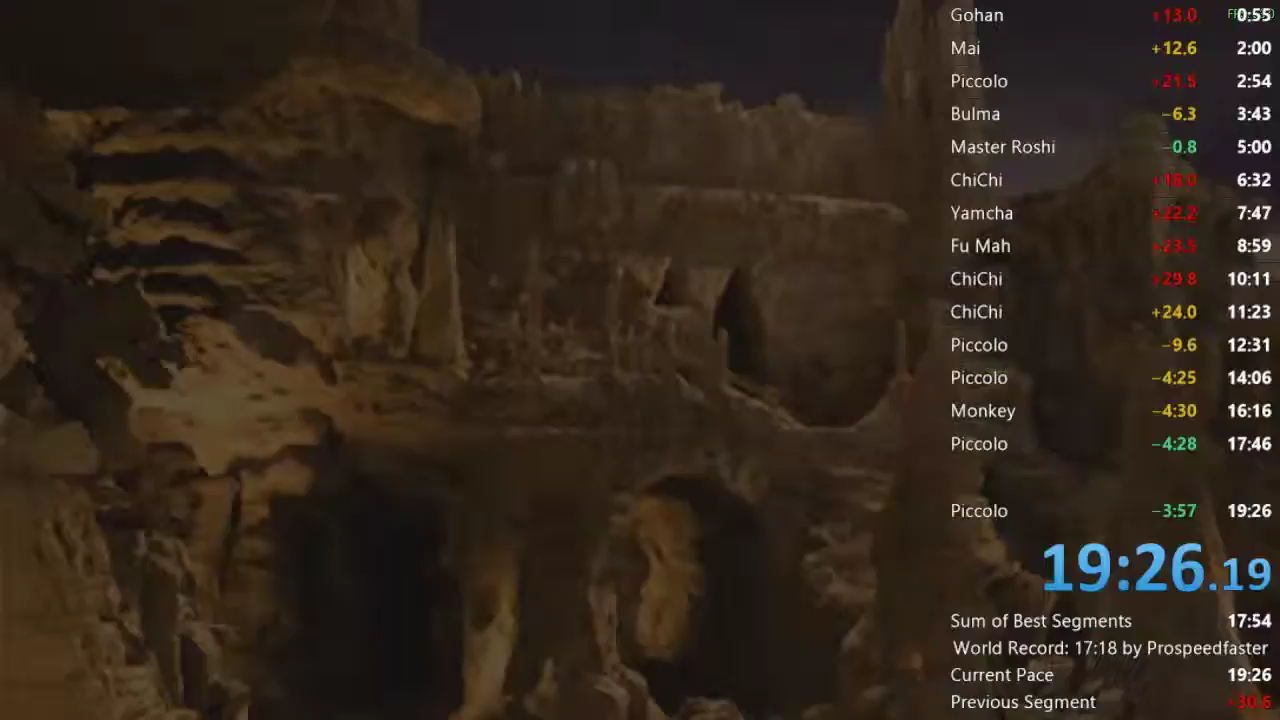 Gohan +13.0 0:55
Mai +12.6 2:00
Piccolo +21.5 2:54
Bulma −6.3 3:43
Master Roshi −0.8 5:00
ChiChi +18.0 6:32
Yamcha +22.2 7:47
Fu Mah +23.5 8:59
ChiChi +29.8 10:11
ChiChi +24.0 11:23
Piccolo −9.6 12:31
Piccolo −4:25 14:06
Monkey −4:30 16:16
Piccolo −4:28 17:46
Piccolo −3:57 19:26
19:26.19
Sum of Best Segments 17:54
World Record: 17:18 by Prospeedfaster
Current Pace 19:26
Previous Segment +30.6